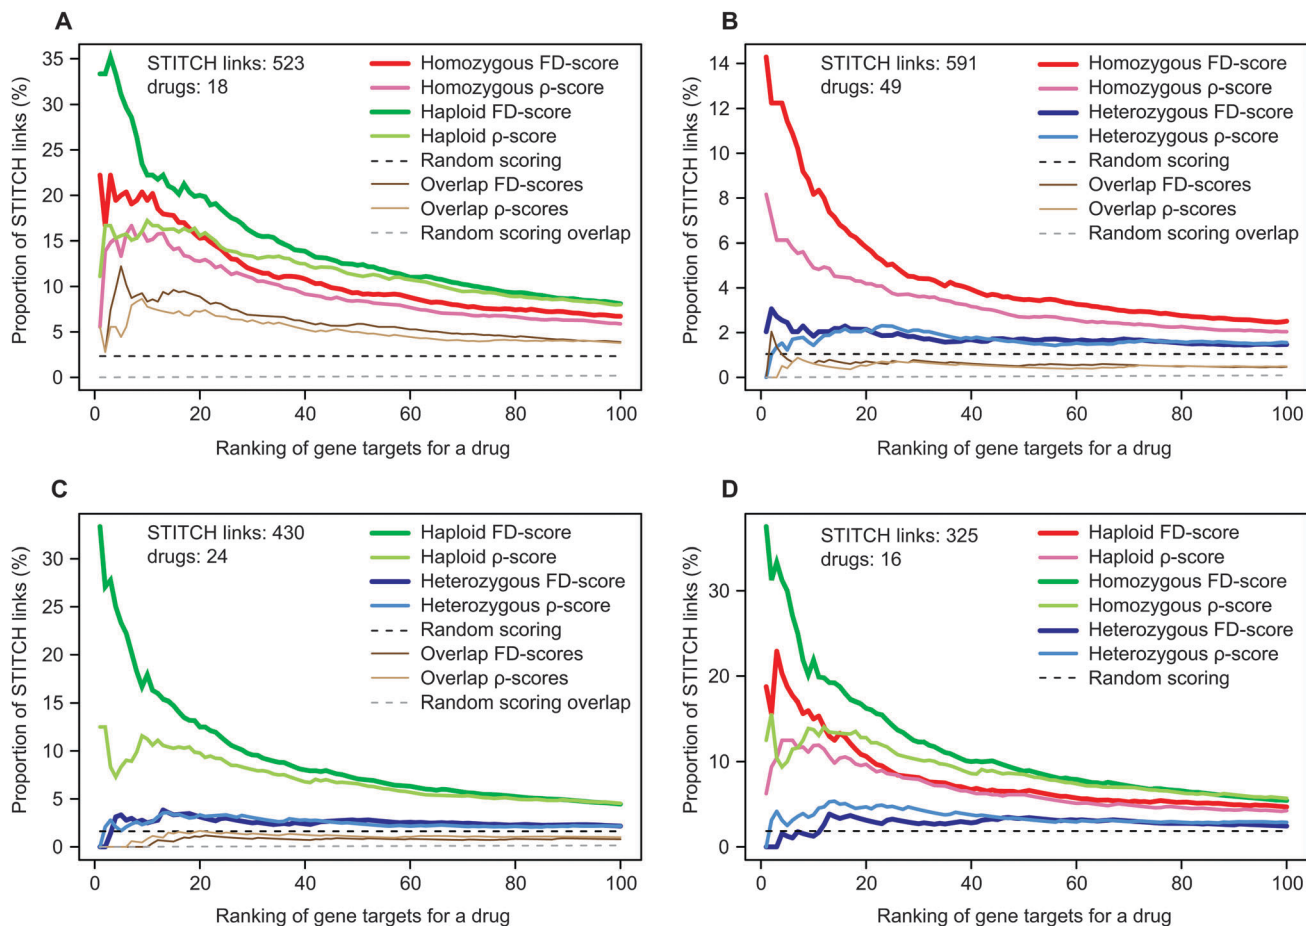 A
STITCH links: 523
drugs: 18
Homozygous FD-score
Homozygous ρ-score
Haploid FD-score
Haploid ρ-score
Random scoring
Overlap FD-scores
Overlap ρ-scores
Random scoring overlap
Proportion of STITCH links (%)
35
30
25
20
15
10
5
0
0 20 40 60 80 100
Ranking of gene targets for a drug
B
STITCH links: 591
drugs: 49
Homozygous FD-score
Homozygous ρ-score
Heterozygous FD-score
Heterozygous ρ-score
Random scoring
Overlap FD-scores
Overlap ρ-scores
Random scoring overlap
Proportion of STITCH links (%)
14
12
10
8
6
4
2
0
0 20 40 60 80 100
Ranking of gene targets for a drug
C
STITCH links: 430
drugs: 24
Haploid FD-score
Haploid ρ-score
Heterozygous FD-score
Heterozygous ρ-score
Random scoring
Overlap FD-scores
Overlap ρ-scores
Random scoring overlap
Proportion of STITCH links (%)
30
25
20
15
10
5
0
0 20 40 60 80 100
Ranking of gene targets for a drug
D
STITCH links: 325
drugs: 16
Haploid FD-score
Haploid ρ-score
Homozygous FD-score
Homozygous ρ-score
Heterozygous FD-score
Heterozygous ρ-score
Random scoring
Proportion of STITCH links (%)
30
20
10
0
0 20 40 60 80 100
Ranking of gene targets for a drug